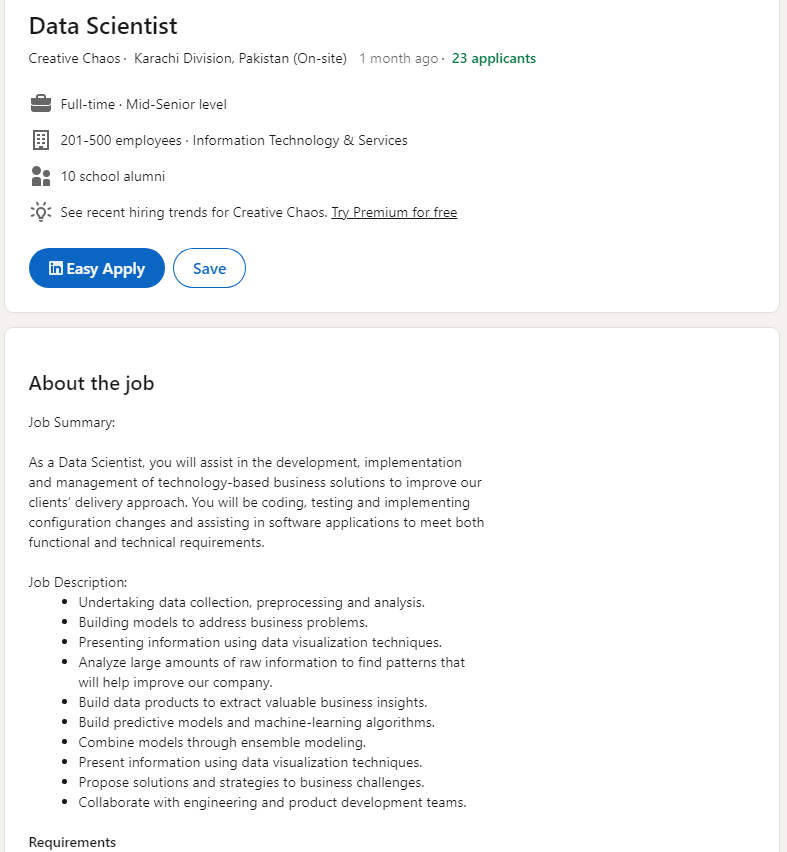 Data Scientist
Creative Chaos · Karachi Division, Pakistan (On-site) 1 month ago · 23 applicants
Full-time · Mid-Senior level
201-500 employees · Information Technology & Services
10 school alumni
See recent hiring trends for Creative Chaos. Try Premium for free
in Easy Apply Save
About the job
Job Summary:
As a Data Scientist, you will assist in the development, implementation
and management of technology-based business solutions to improve our
clients’ delivery approach. You will be coding, testing and implementing
configuration changes and assisting in software applications to meet both
functional and technical requirements.
Job Description:
• Undertaking data collection, preprocessing and analysis.
• Building models to address business problems.
• Presenting information using data visualization techniques.
• Analyze large amounts of raw information to find patterns that
will help improve our company.
• Build data products to extract valuable business insights.
• Build predictive models and machine-learning algorithms.
• Combine models through ensemble modeling.
• Present information using data visualization techniques.
• Propose solutions and strategies to business challenges.
• Collaborate with engineering and product development teams.
Requirements